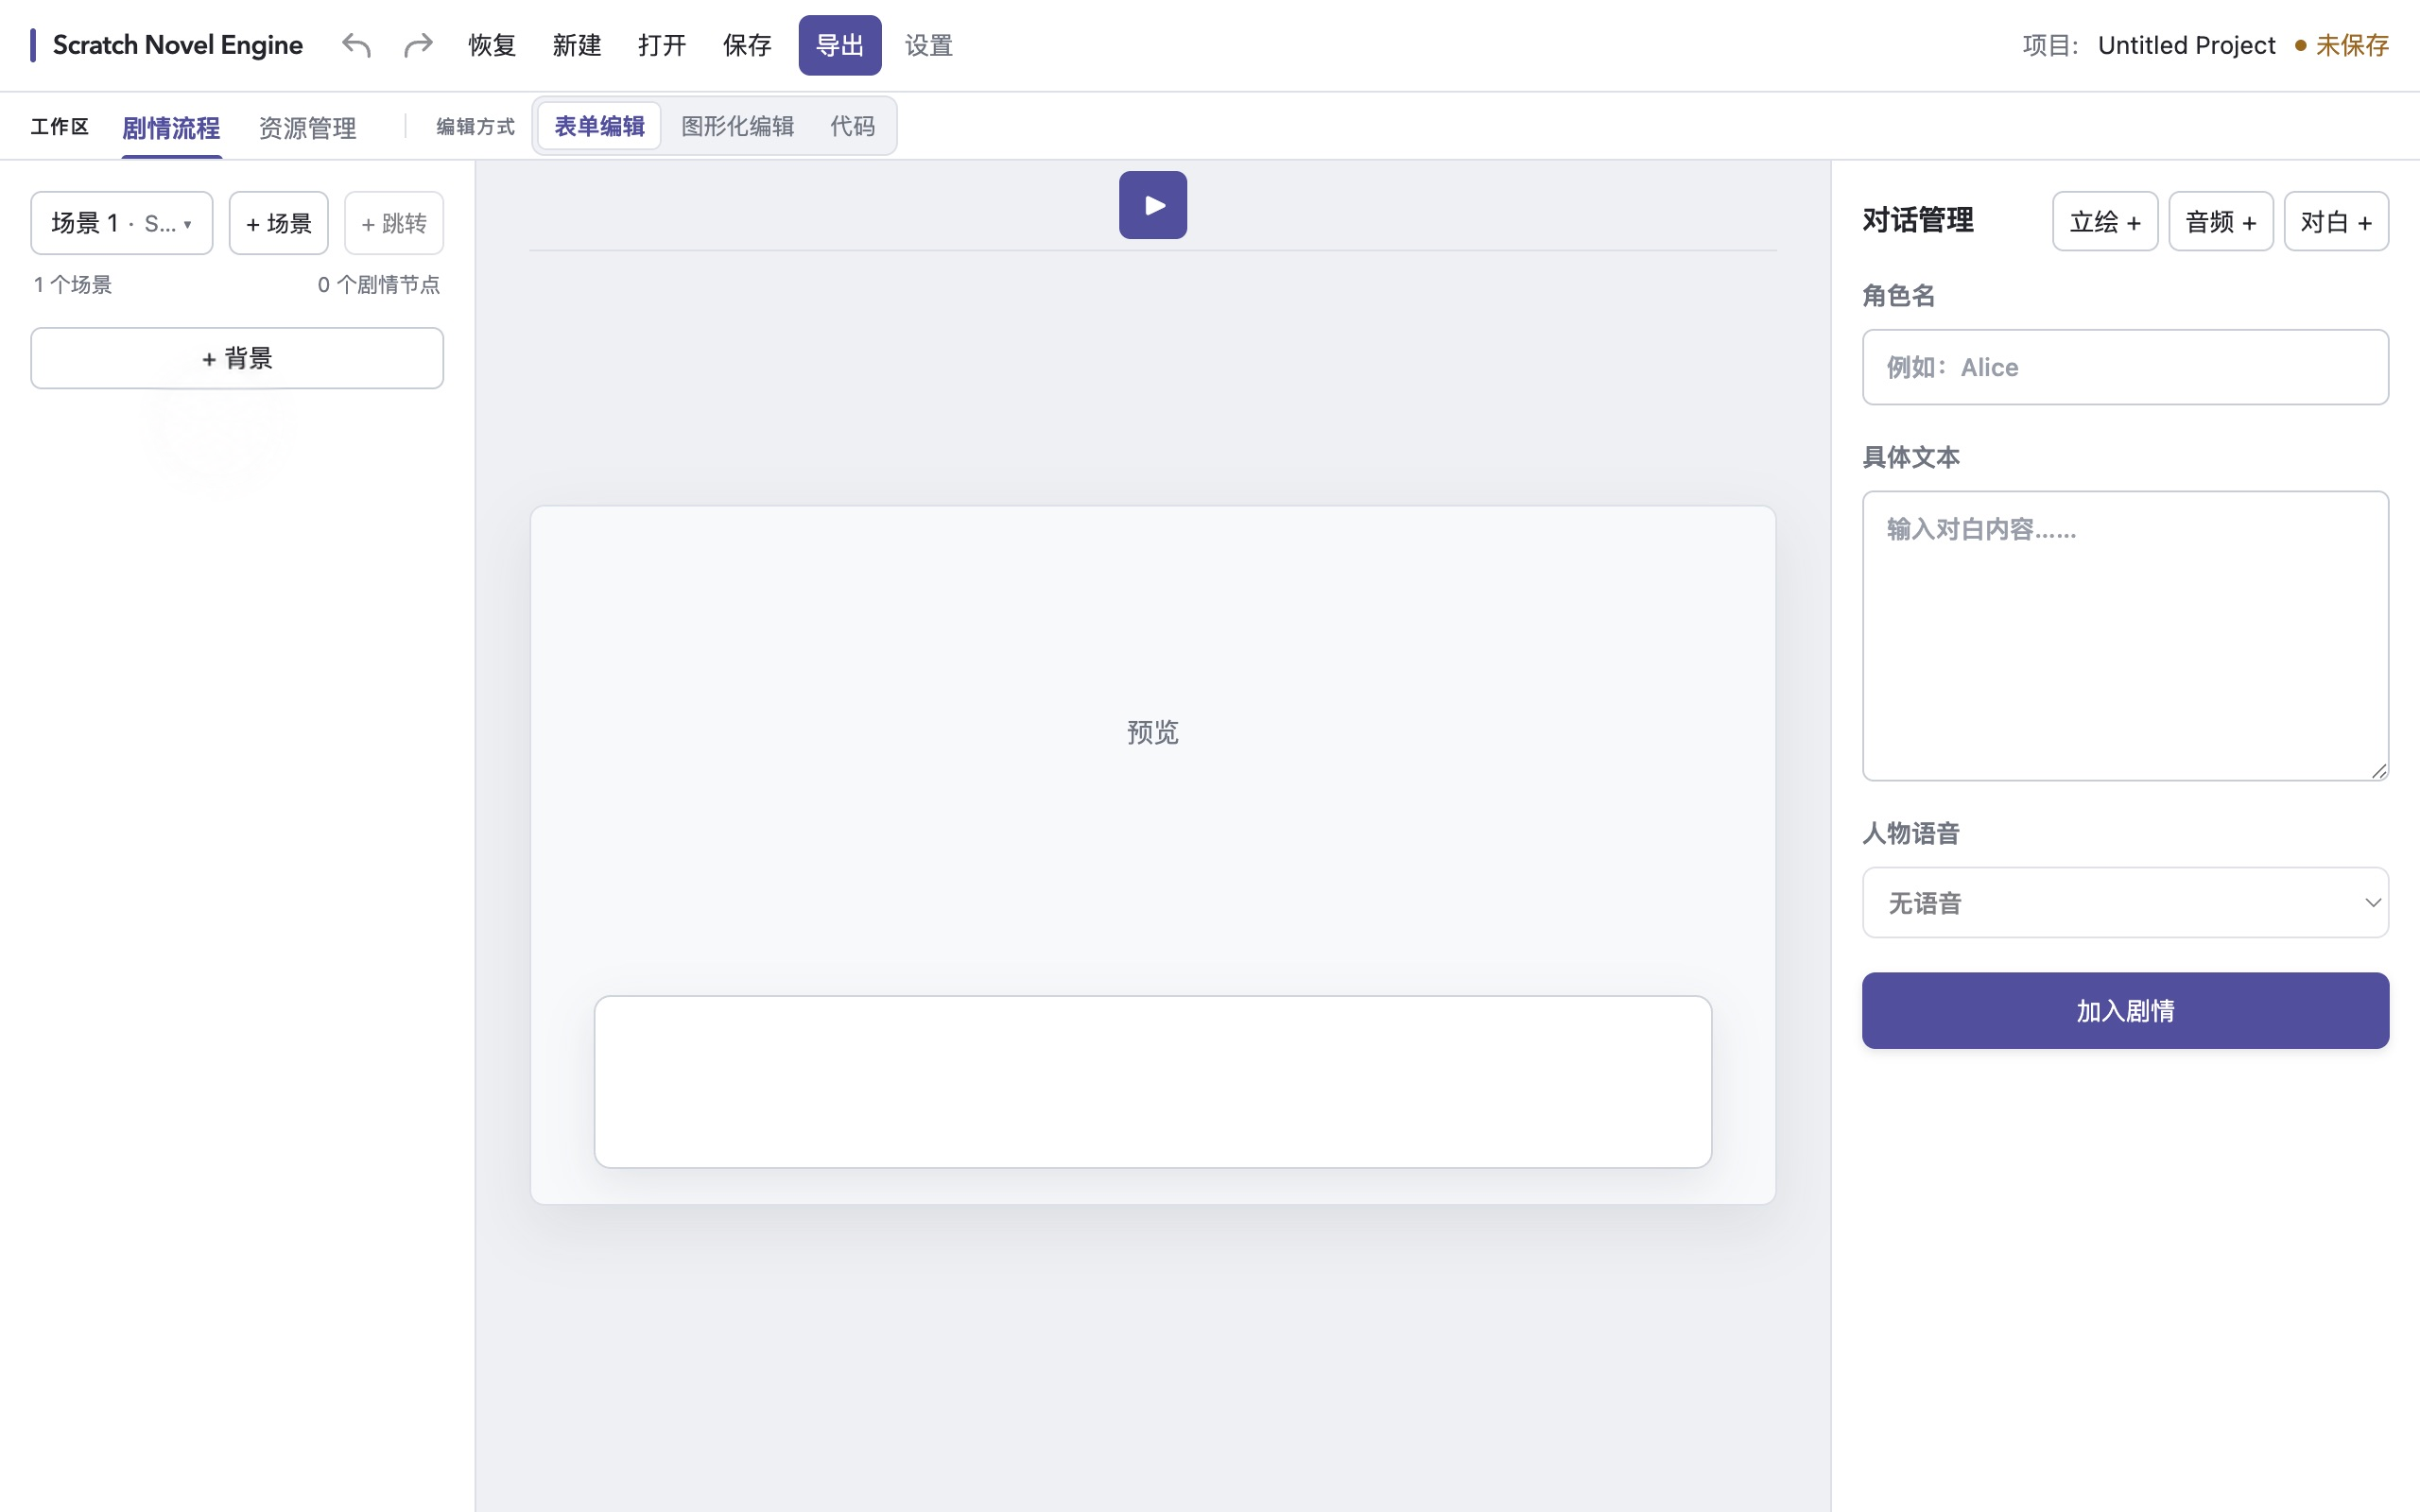 Scratch Novel Engine 恢复 新建 打开 保存 导出 设置 项目: Untitled Project 未保存
工作区 剧情流程 资源管理 编辑方式 表单编辑 图形化编辑 代码
场景 1 · S... + 场景 + 跳转
1 个场景 0 个剧情节点
+ 背景
预览
对话管理 立绘 + 音频 + 对白 +
角色名
例如：Alice
具体文本
输入对白内容……
人物语音
无语音
加入剧情